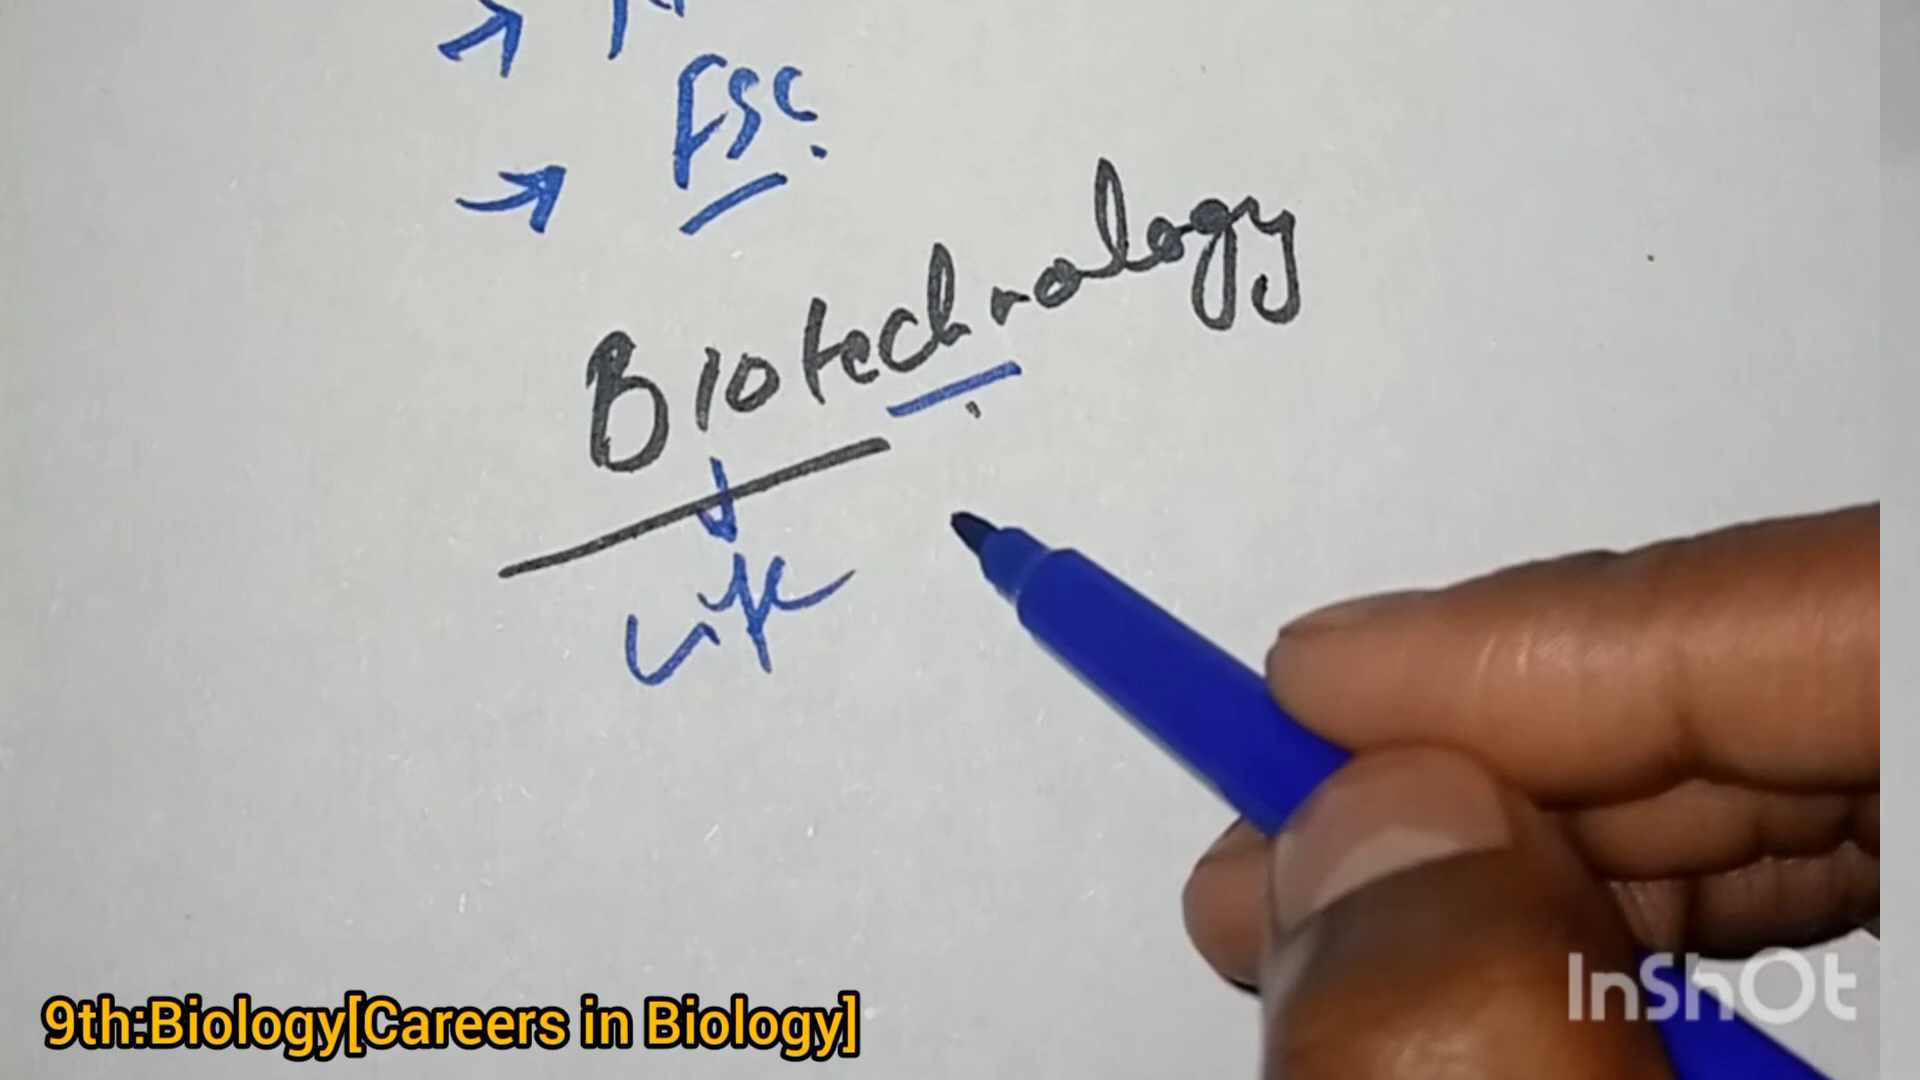 →
→ FSC.
Biotechnology
↓
Life
9th:Biology[Careers in Biology]
InShOt